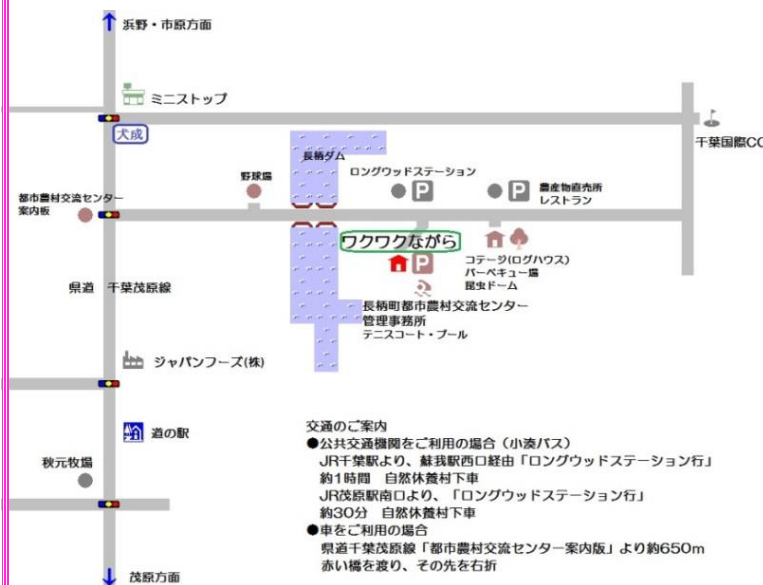 浜野・市原方面
ミニストップ
犬成
千葉国際CC
長柄ダム
野球場
ロングウッドステーション
P
P
農産物直売所
レストラン
都市農村交流センター
案内板
ワクワクながら
P
コテージ(ログハウス)
バーベキュー場
昆虫ドーム
県道 千葉茂原線
長柄町都市農村交流センター
管理事務所
テニスコート・プール
ジャパンフーズ(株)
道の駅
秋元牧場
茂原方面
交通のご案内
●公共交通機関をご利用の場合（小湊バス）
JR千葉駅より、蘇我駅西口経由「ロングウッドステーション行」
約1時間 自然休養村下車
JR茂原駅南口より、「ロングウッドステーション行」
約30分 自然休養村下車
●車をご利用の場合
県道千葉茂原線「都市農村交流センター案内版」より約650m
赤い橋を渡り、その先を右折